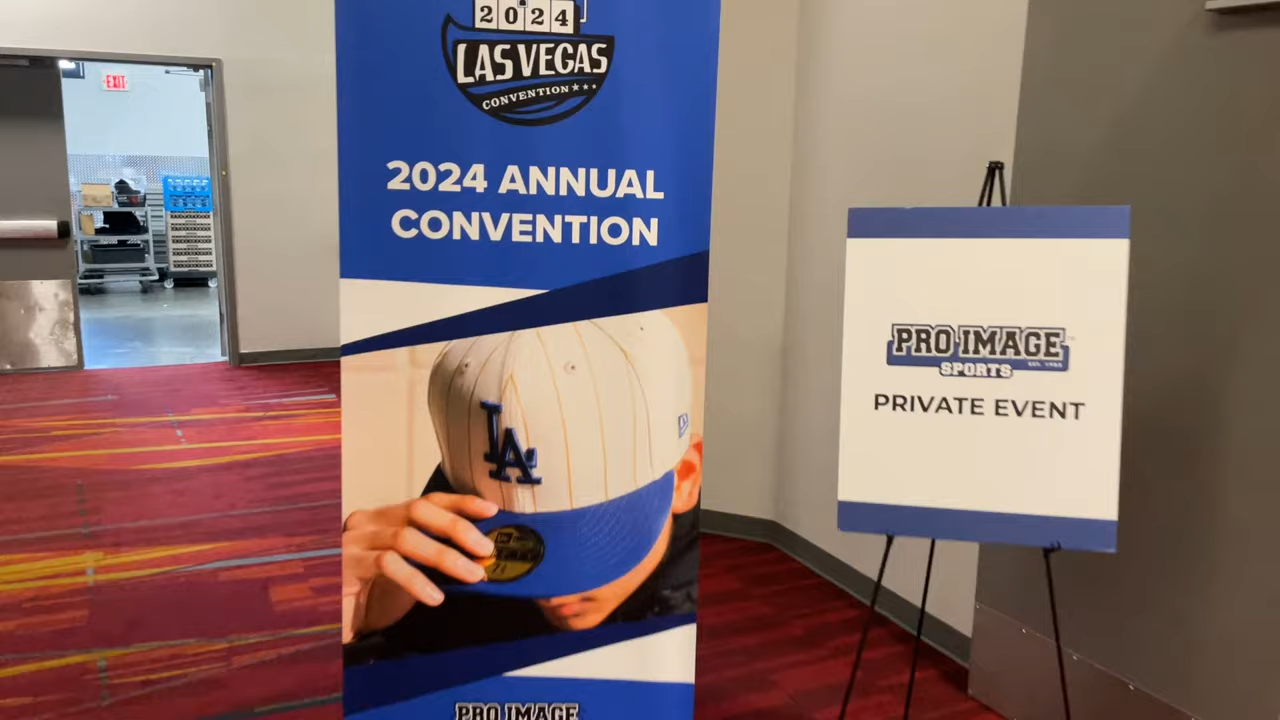 EXIT
2024
LAS VEGAS
CONVENTION
2024 ANNUAL
CONVENTION
LA
PRO IMAGE
PRO IMAGE
SPORTS
PRIVATE EVENT